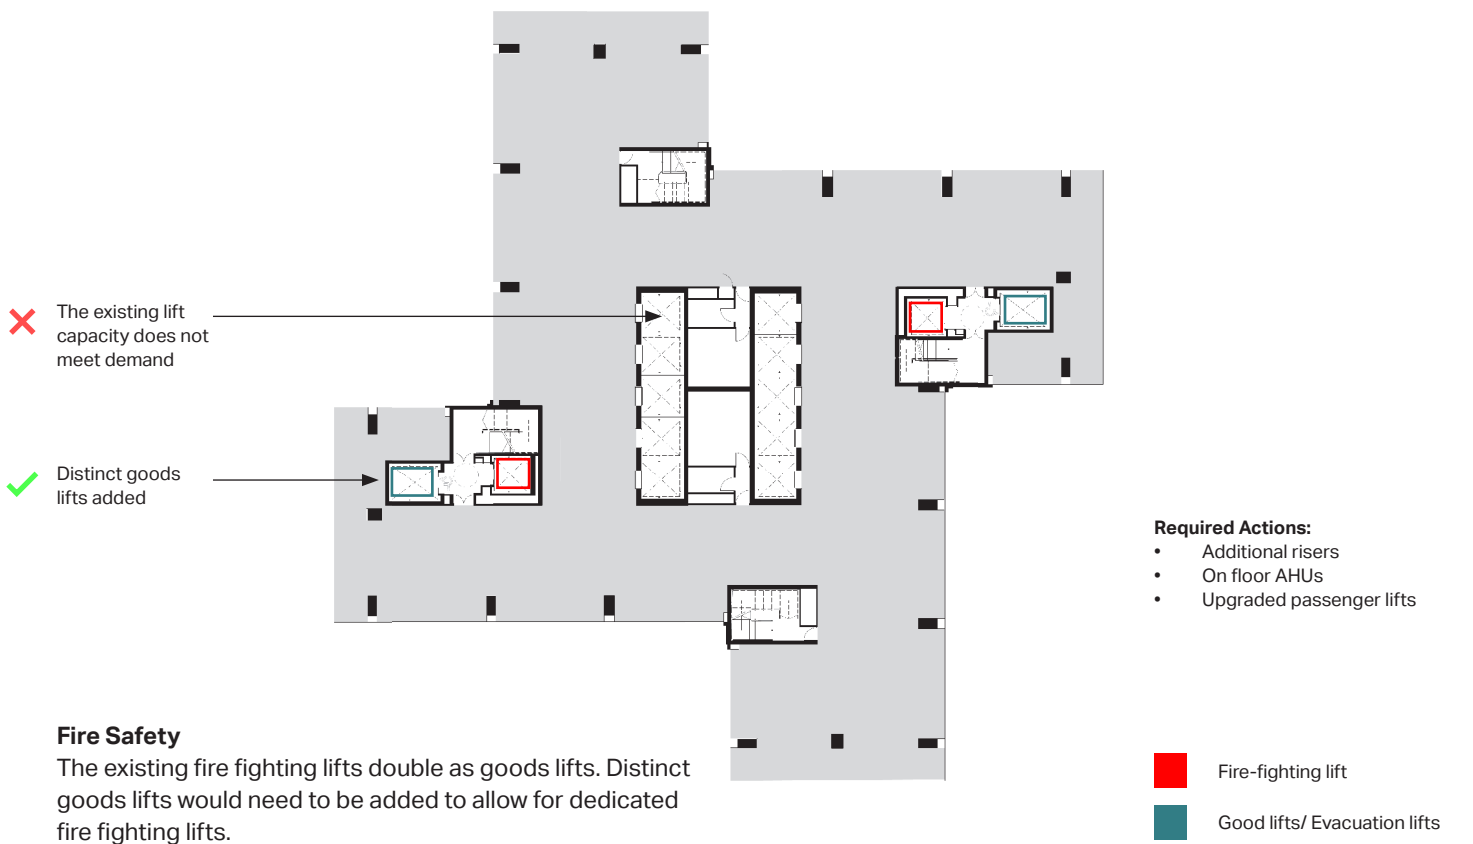 The existing lift
capacity does not
meet demand
Distinct goods
lifts added
Required Actions:
• Additional risers
• On floor AHUs
• Upgraded passenger lifts
Fire Safety
The existing fire fighting lifts double as goods lifts. Distinct
goods lifts would need to be added to allow for dedicated
fire fighting lifts.
Fire-fighting lift
Good lifts/ Evacuation lifts